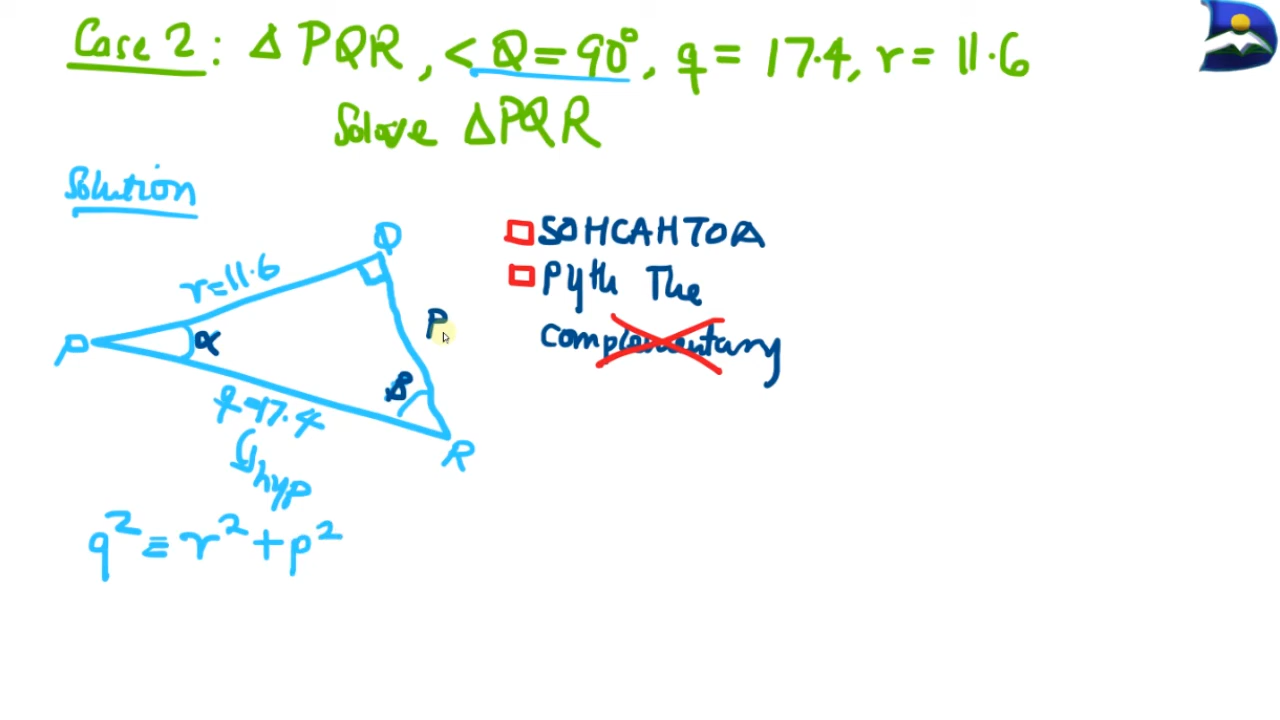 Case 2: Δ PQR, <Q = 90°, q = 17.4, r = 11.6
Solve ΔPQR
Solution
SOHCAHTOA
Pyth The
Complementary
Q
r=11.6
P
α
P
β
q=17.4
R
hyp
q² = r² + p²